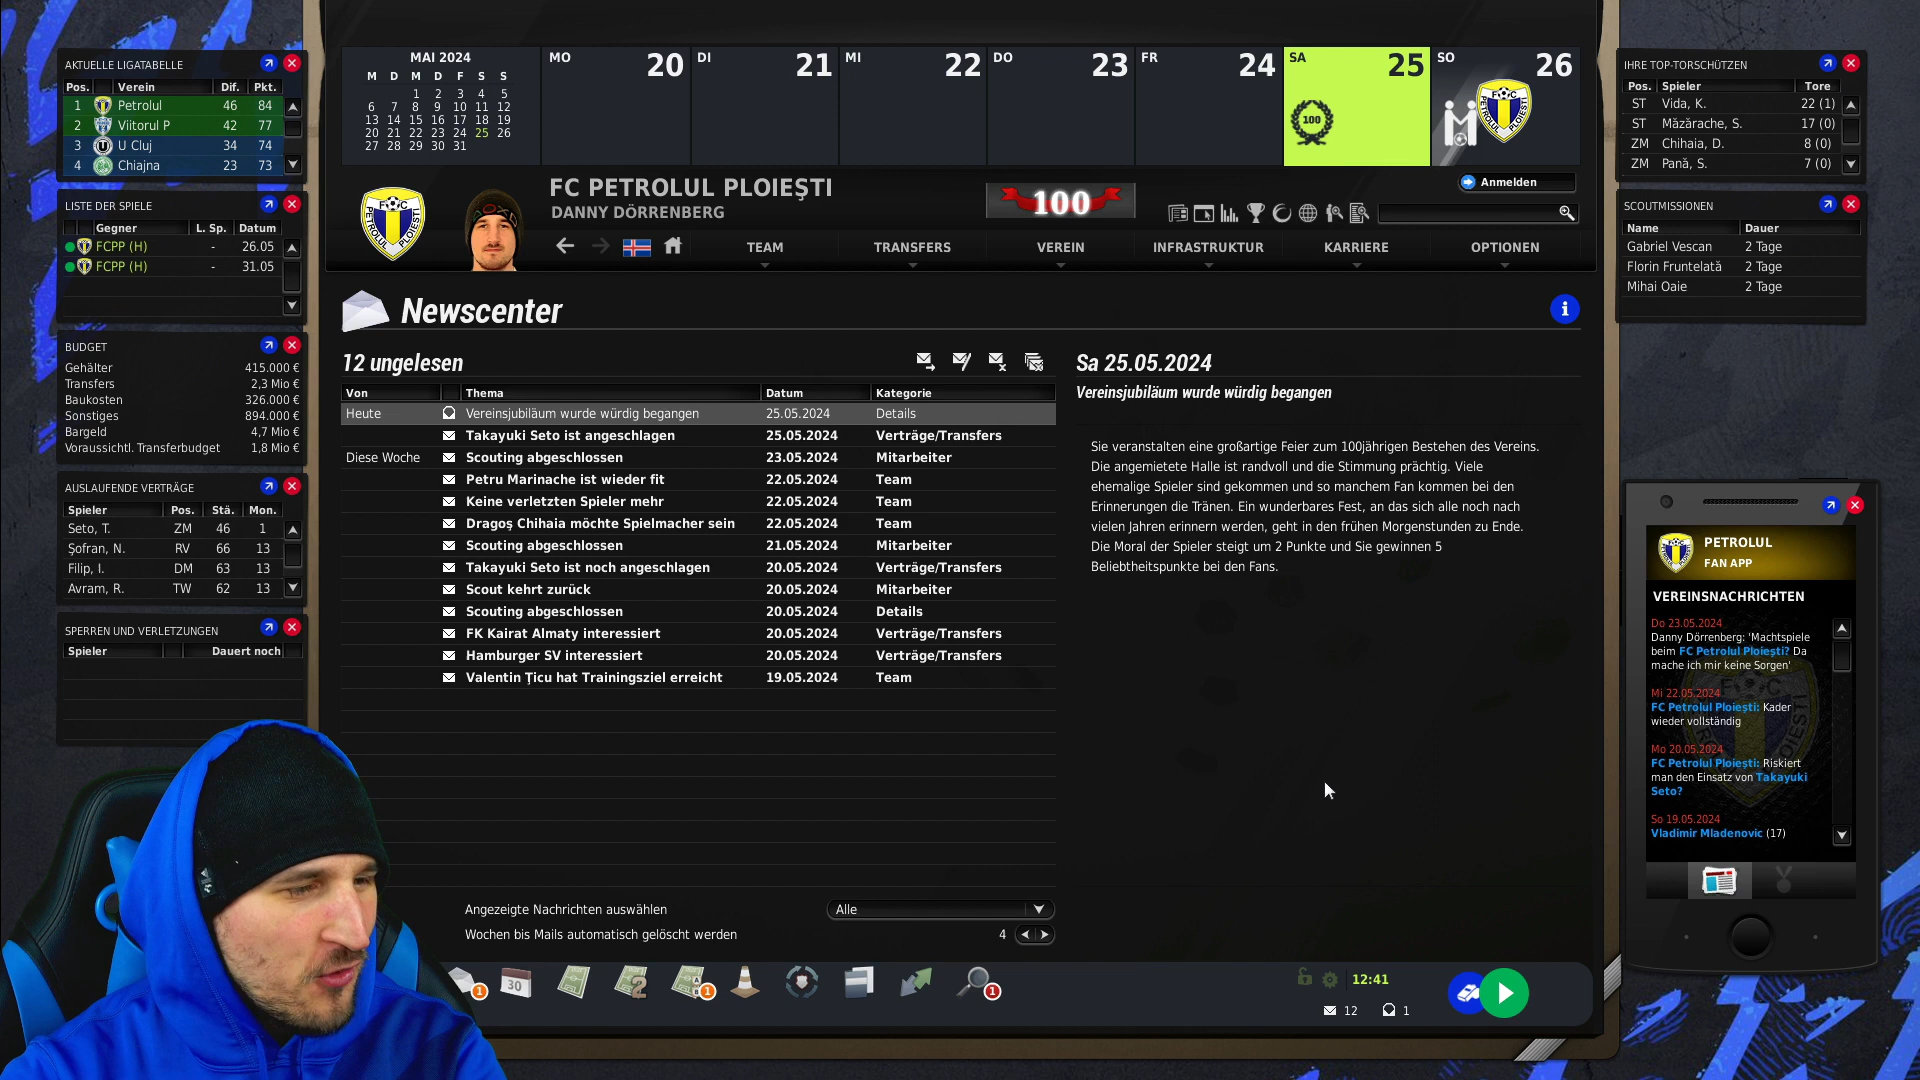 MAI 2024
M D M D F S S
1 2 3 4 5
6 7 8 9 10 11 12
13 14 15 16 17 18 19
20 21 22 23 24 25 26
27 28 29 30 31
MO 20
DI 21
MI 22
DO 23
FR 24
SA 25
100
SO 26
AKTUELLE LIGATABELLE
Pos. Verein Dif. Pkt.
1 Petrolul 46 84
2 Viitorul P 42 77
3 U Cluj 34 74
4 Chiajna 23 73
LISTE DER SPIELE
Gegner L. Sp. Datum
FCPP (H) - 26.05
FCPP (H) - 31.05
BUDGET
Gehälter 415.000 €
Transfers 2,3 Mio €
Baukosten 326.000 €
Sonstiges 894.000 €
Bargeld 4,7 Mio €
Voraussichtl. Transferbudget 1,8 Mio €
AUSLAUFENDE VERTRÄGE
Spieler Pos. Stä. Mon.
Seto, T. ZM 46 1
Şofran, N. RV 66 13
Filip, I. DM 63 13
Avram, R. TW 62 13
SPERREN UND VERLETZUNGEN
Spieler Dauert noch
FC PETROLUL PLOIEŞTI
DANNY DÖRRENBERG
100
Anmelden
TEAM TRANSFERS VEREIN INFRASTRUKTUR KARRIERE OPTIONEN
Newscenter
12 ungelesen
Von Thema Datum Kategorie
Heute Vereinsjubiläum wurde würdig begangen 25.05.2024 Details
Takayuki Seto ist angeschlagen 25.05.2024 Verträge/Transfers
Diese Woche Scouting abgeschlossen 23.05.2024 Mitarbeiter
Petru Marinache ist wieder fit 22.05.2024 Team
Keine verletzten Spieler mehr 22.05.2024 Team
Dragoş Chihaia möchte Spielmacher sein 22.05.2024 Team
Scouting abgeschlossen 21.05.2024 Mitarbeiter
Takayuki Seto ist noch angeschlagen 20.05.2024 Verträge/Transfers
Scout kehrt zurück 20.05.2024 Mitarbeiter
Scouting abgeschlossen 20.05.2024 Details
FK Kairat Almaty interessiert 20.05.2024 Verträge/Transfers
Hamburger SV interessiert 20.05.2024 Verträge/Transfers
Valentin Ţicu hat Trainingsziel erreicht 19.05.2024 Team
Angezeigte Nachrichten auswählen Alle
Wochen bis Mails automatisch gelöscht werden 4
Sa 25.05.2024
Vereinsjubiläum wurde würdig begangen
Sie veranstalten eine großartige Feier zum 100jährigen Bestehen des Vereins.
Die angemietete Halle ist randvoll und die Stimmung prächtig. Viele
ehemalige Spieler sind gekommen und so manchem Fan kommen bei den
Erinnerungen die Tränen. Ein wunderbares Fest, an das sich alle noch nach
vielen Jahren erinnern werden, geht in den frühen Morgenstunden zu Ende.
Die Moral der Spieler steigt um 2 Punkte und Sie gewinnen 5
Beliebtheitspunkte bei den Fans.
1 30 2 1 1
12:41
12 1
IHRE TOP-TORSCHÜTZEN
Pos. Spieler Tore
ST Vida, K. 22 (1)
ST Măzărache, S. 17 (0)
ZM Chihaia, D. 8 (0)
ZM Pană, S. 7 (0)
SCOUTMISSIONEN
Name Dauer
Gabriel Vescan 2 Tage
Florin Fruntelată 2 Tage
Mihai Oaie 2 Tage
PETROLUL
FAN APP
VEREINSNACHRICHTEN
Do 23.05.2024
Danny Dörrenberg: 'Machtspiele
beim FC Petrolul Ploieşti? Da
mache ich mir keine Sorgen'
Mi 22.05.2024
FC Petrolul Ploieşti: Kader
wieder vollständig
Mo 20.05.2024
FC Petrolul Ploieşti: Riskiert
man den Einsatz von Takayuki
Seto?
So 19.05.2024
Vladimir Mladenovic (17)